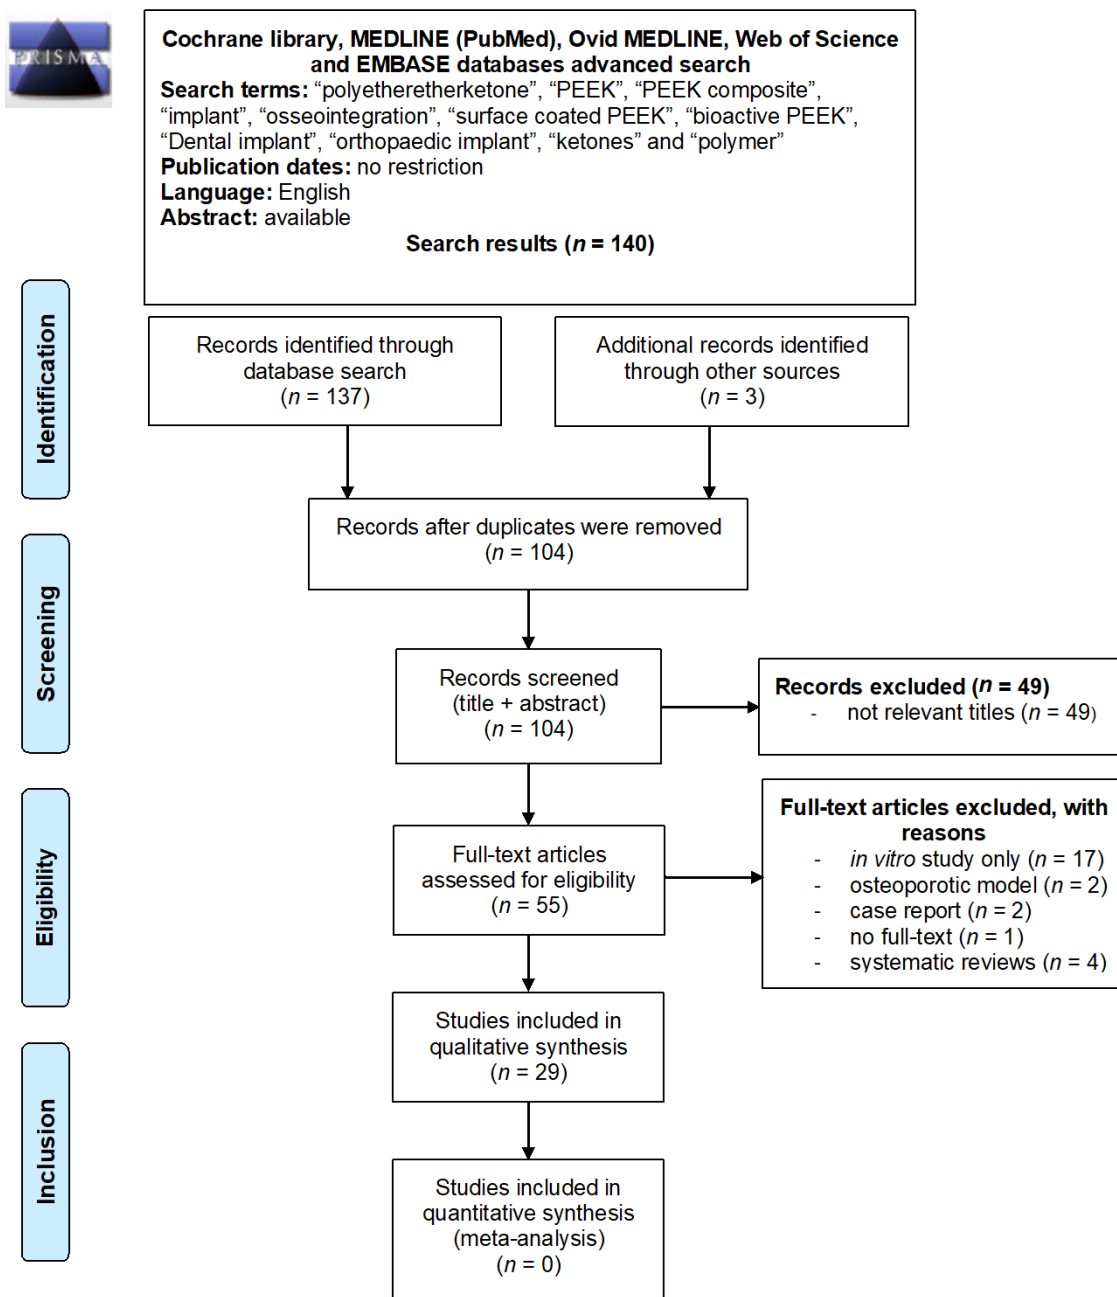 PRISMA
Cochrane library, MEDLINE (PubMed), Ovid MEDLINE, Web of Science
and EMBASE databases advanced search
Search terms: “polyetheretherketone”, “PEEK”, “PEEK composite”,
“implant”, “osseointegration”, “surface coated PEEK”, “bioactive PEEK”,
“Dental implant”, “orthopaedic implant”, “ketones” and “polymer”
Publication dates: no restriction
Language: English
Abstract: available
Search results (n = 140)
Identification
Records identified through
database search
(n = 137)
Additional records identified
through other sources
(n = 3)
Records after duplicates were removed
(n = 104)
Screening
Records screened
(title + abstract)
(n = 104)
Records excluded (n = 49)
- not relevant titles (n = 49)
Eligibility
Full-text articles
assessed for eligibility
(n = 55)
Full-text articles excluded, with
reasons
- in vitro study only (n = 17)
- osteoporotic model (n = 2)
- case report (n = 2)
- no full-text (n = 1)
- systematic reviews (n = 4)
Studies included in
qualitative synthesis
(n = 29)
Inclusion
Studies included in
quantitative synthesis
(meta-analysis)
(n = 0)